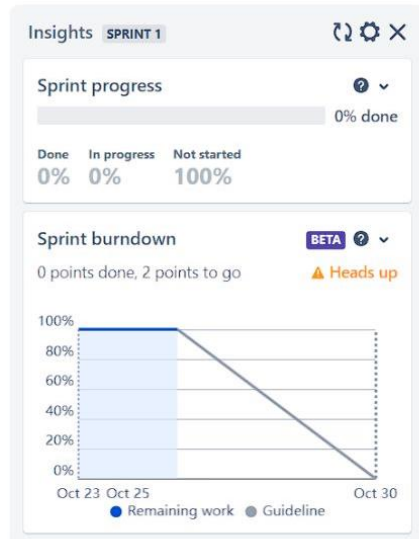 Insights SPRINT 1
Sprint progress
0% done
Done In progress Not started
0% 0% 100%
Sprint burndown BETA
0 points done, 2 points to go Heads up
100%
80%
60%
40%
20%
0%
Oct 23 Oct 25 Oct 30
Remaining work Guideline